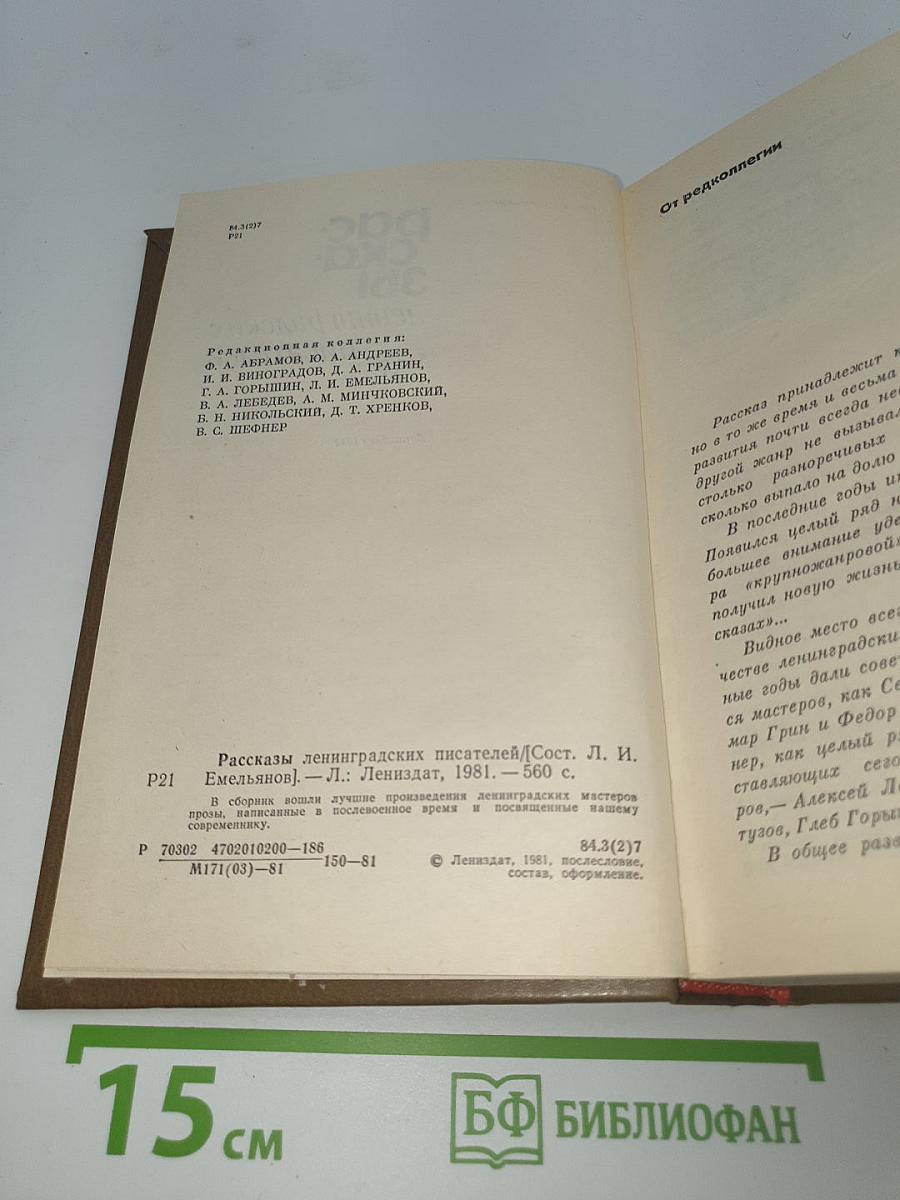 84.3(2)7
Р21
Редакционная коллегия:
Ф. А. АБРАМОВ, Ю. А. АНДРЕЕВ,
И. И. ВИНОГРАДОВ, Д. А. ГРАНИН,
Г. А. ГОРЫШИН, Л. И. ЕМЕЛЬЯНОВ,
В. А. ЛЕБЕДЕВ, А. М. МИНЧКОВСКИЙ,
Б. Н. НИКОЛЬСКИЙ, Д. Т. ХРЕНКОВ,
В. С. ШЕФНЕР
Рассказы ленинградских писателей/[Сост. Л. И.
Р21 Емельянов]. — Л.: Лениздат, 1981. — 560 с.
В сборник вошли лучшие произведения ленинградских мастеров
прозы, написанные в послевоенное время и посвященные нашему
современнику.
Р 70302 4702010200—186
М171(03)—81
150—81
84.3(2)7
© Лениздат, 1981, послесловие,
состав, оформление.
От редколлегии
Рассказ принадлежит
но в то же время и весьма
развития почти всегда
другой жанр не вызывал
столько разноречивых
сколько выпало на долю
В последние годы
Появился целый ряд
большее внимание
ра «крупножанровой»
получил новую жизнь
сказах»...
Видное место
честве
ные годы дали
ся мастеров, как
мар Грин и Федор
нер, как целый
ставляющих
ров,— Алексей
тузов, Глеб
В общее
15 см
БФ БИБЛИОФАН